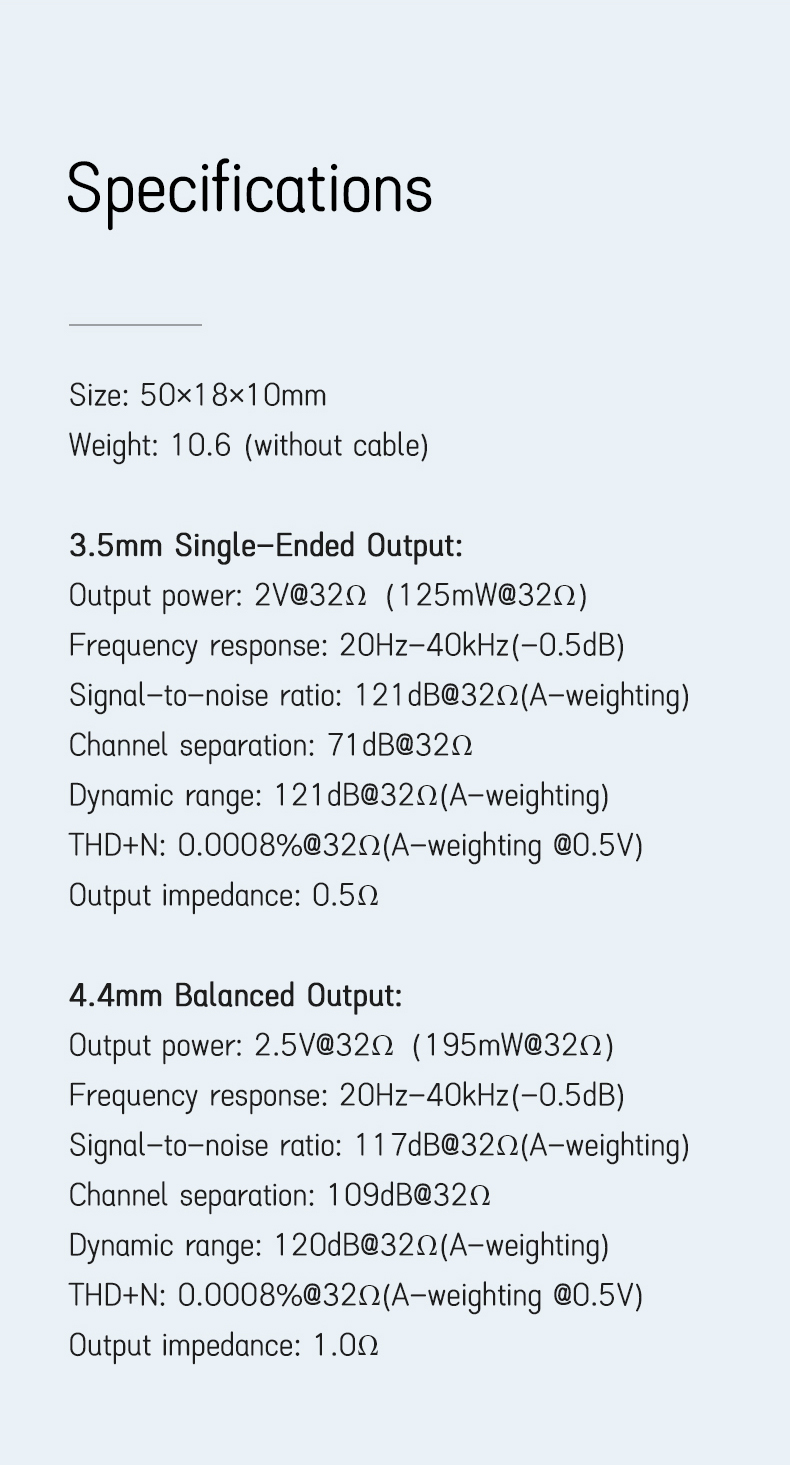 Specifications
Size: 50×18×10mm
Weight: 10.6 (without cable)
3.5mm Single–Ended Output:
Output power: 2V@32Ω (125mW@32Ω)
Frequency response: 20Hz–40kHz(–0.5dB)
Signal–to–noise ratio: 121dB@32Ω(A–weighting)
Channel separation: 71dB@32Ω
Dynamic range: 121dB@32Ω(A–weighting)
THD+N: 0.0008%@32Ω(A–weighting @0.5V)
Output impedance: 0.5Ω
4.4mm Balanced Output:
Output power: 2.5V@32Ω (195mW@32Ω)
Frequency response: 20Hz–40kHz(–0.5dB)
Signal–to–noise ratio: 117dB@32Ω(A–weighting)
Channel separation: 109dB@32Ω
Dynamic range: 120dB@32Ω(A–weighting)
THD+N: 0.0008%@32Ω(A–weighting @0.5V)
Output impedance: 1.0Ω